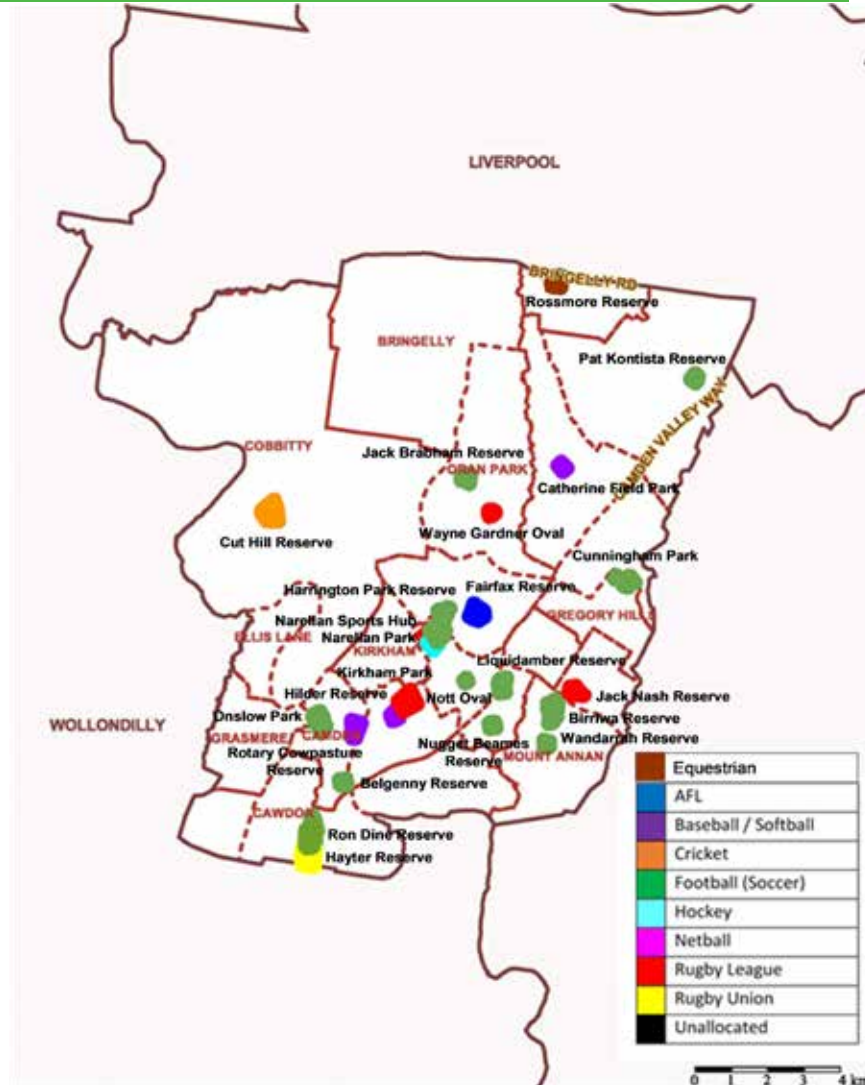 LIVERPOOL
BRINGELLY RD
Rossmore Reserve
BRINGELLY
Pat Kontista Reserve
CAMDEN VALLEY WAY
COBBITTY
Jack Brabham Reserve
ORAN PARK
Catherine Field Park
Wayne Gardner Oval
Cut Hill Reserve
Cunningham Park
Harrington Park Reserve
Fairfax Reserve
Narellan Sports Hub
GREGORY HILLS
ELLIS LANE
Narellan Park
KIRKHAM
Liquidamber Reserve
Kirkham Park
Hilder Reserve
Nott Oval
Jack Nash Reserve
Onslow Park
Birriwa Reserve
WOLLONDILLY
GRASMERE
CAMDEN
Wandarrah Reserve
Rotary Cowpasture
Reserve
Nugget Beames
Reserve
MOUNT ANNAN
Belgenny Reserve
CAWDOR
Ron Dine Reserve
Hayter Reserve
Equestrian
AFL
Baseball / Softball
Cricket
Football (Soccer)
Hockey
Netball
Rugby League
Rugby Union
Unallocated
0 1 2 3 4 km